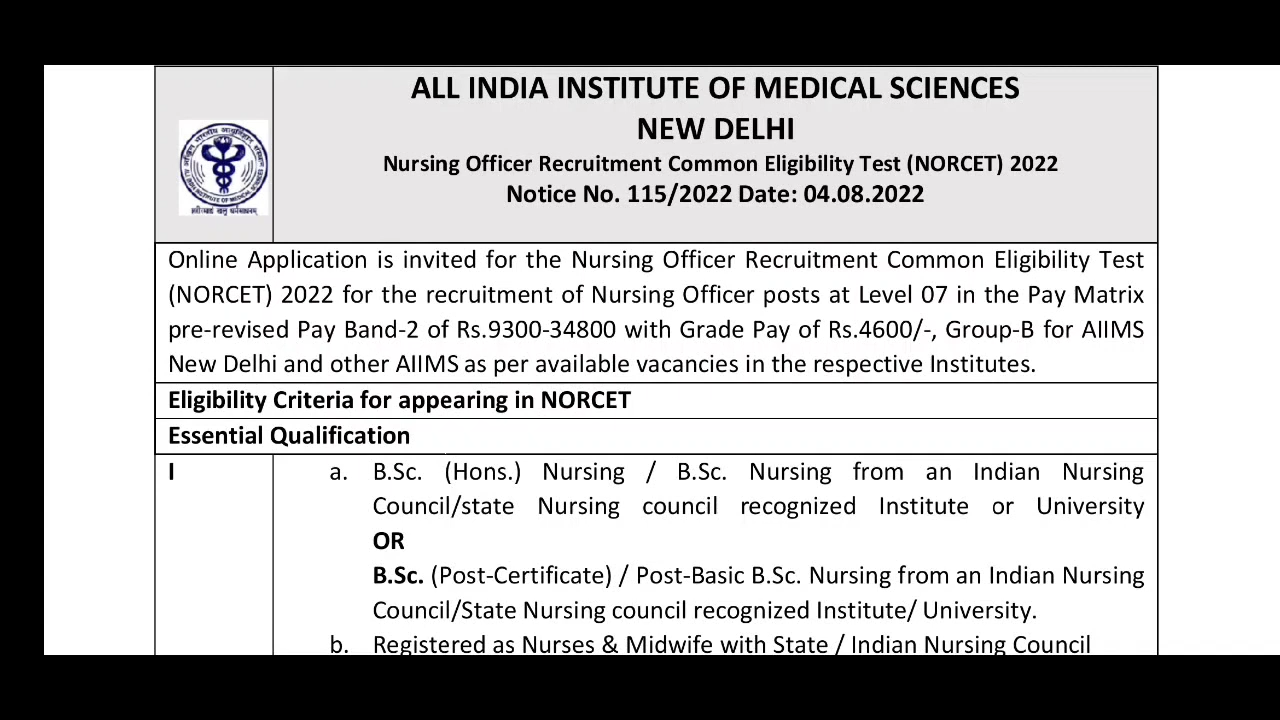 ALL INDIA INSTITUTE OF MEDICAL SCIENCES
NEW DELHI
Nursing Officer Recruitment Common Eligibility Test (NORCET) 2022
Notice No. 115/2022 Date: 04.08.2022
Online Application is invited for the Nursing Officer Recruitment Common Eligibility Test
(NORCET) 2022 for the recruitment of Nursing Officer posts at Level 07 in the Pay Matrix
pre-revised Pay Band-2 of Rs.9300-34800 with Grade Pay of Rs.4600/-, Group-B for AIIMS
New Delhi and other AIIMS as per available vacancies in the respective Institutes.
Eligibility Criteria for appearing in NORCET
Essential Qualification
I
a. B.Sc. (Hons.) Nursing / B.Sc. Nursing from an Indian Nursing
Council/state Nursing council recognized Institute or University
OR
B.Sc. (Post-Certificate) / Post-Basic B.Sc. Nursing from an Indian Nursing
Council/State Nursing council recognized Institute/ University.
b. Registered as Nurses & Midwife with State / Indian Nursing Council